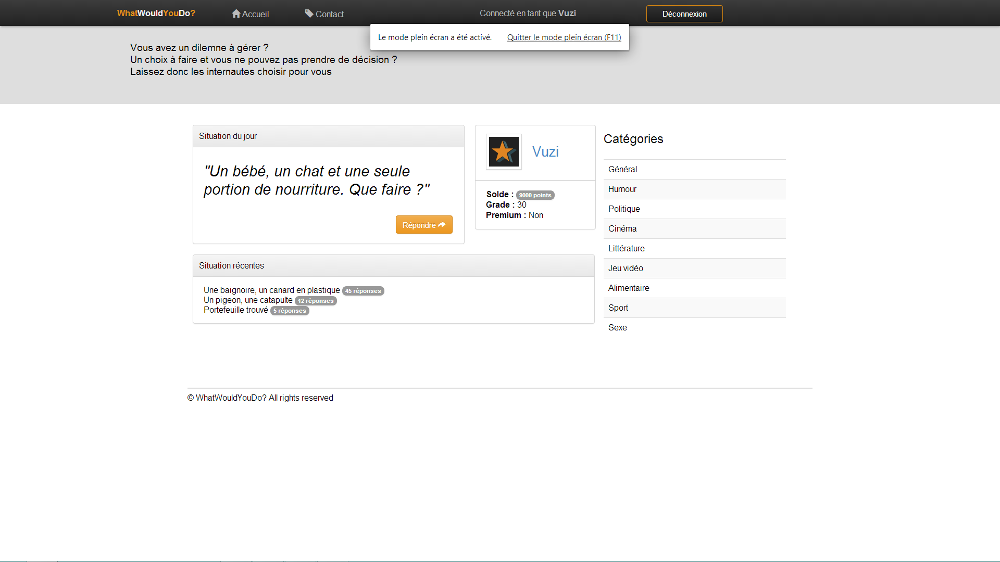 WhatWouldYouDo?
Accueil
Contact
Connecté en tant que Vuzi
Déconnexion
Le mode plein écran a été activé. Quitter le mode plein écran (F11)
Vous avez un dilemne à gérer ?
Un choix à faire et vous ne pouvez pas prendre de décision ?
Laissez donc les internautes choisir pour vous
Situation du jour
"Un bébé, un chat et une seule
portion de nourriture. Que faire ?"
Répondre
Vuzi
Solde : 9000 points
Grade : 30
Premium : Non
Situation récentes
Une baignoire, un canard en plastique 45 réponses
Un pigeon, une catapulte 12 réponses
Portefeuille trouvé 5 réponses
Catégories
Général
Humour
Politique
Cinéma
Littérature
Jeu vidéo
Alimentaire
Sport
Sexe
© WhatWouldYouDo? All rights reserved